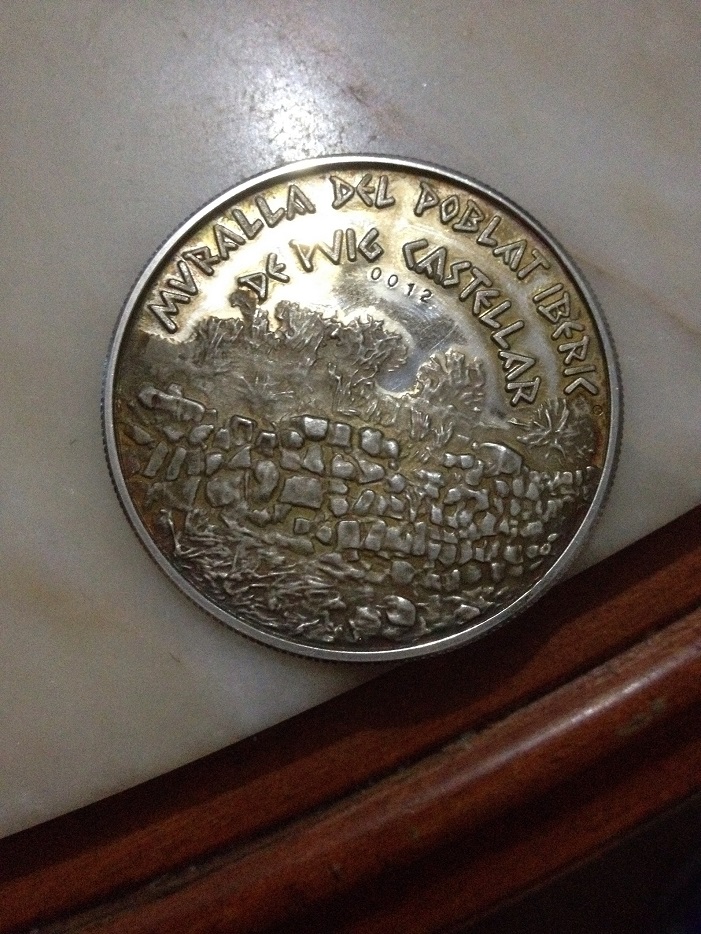 MVRALLA DEL POBLAT IBERIC
DE PVIG CASTELLAR
0012